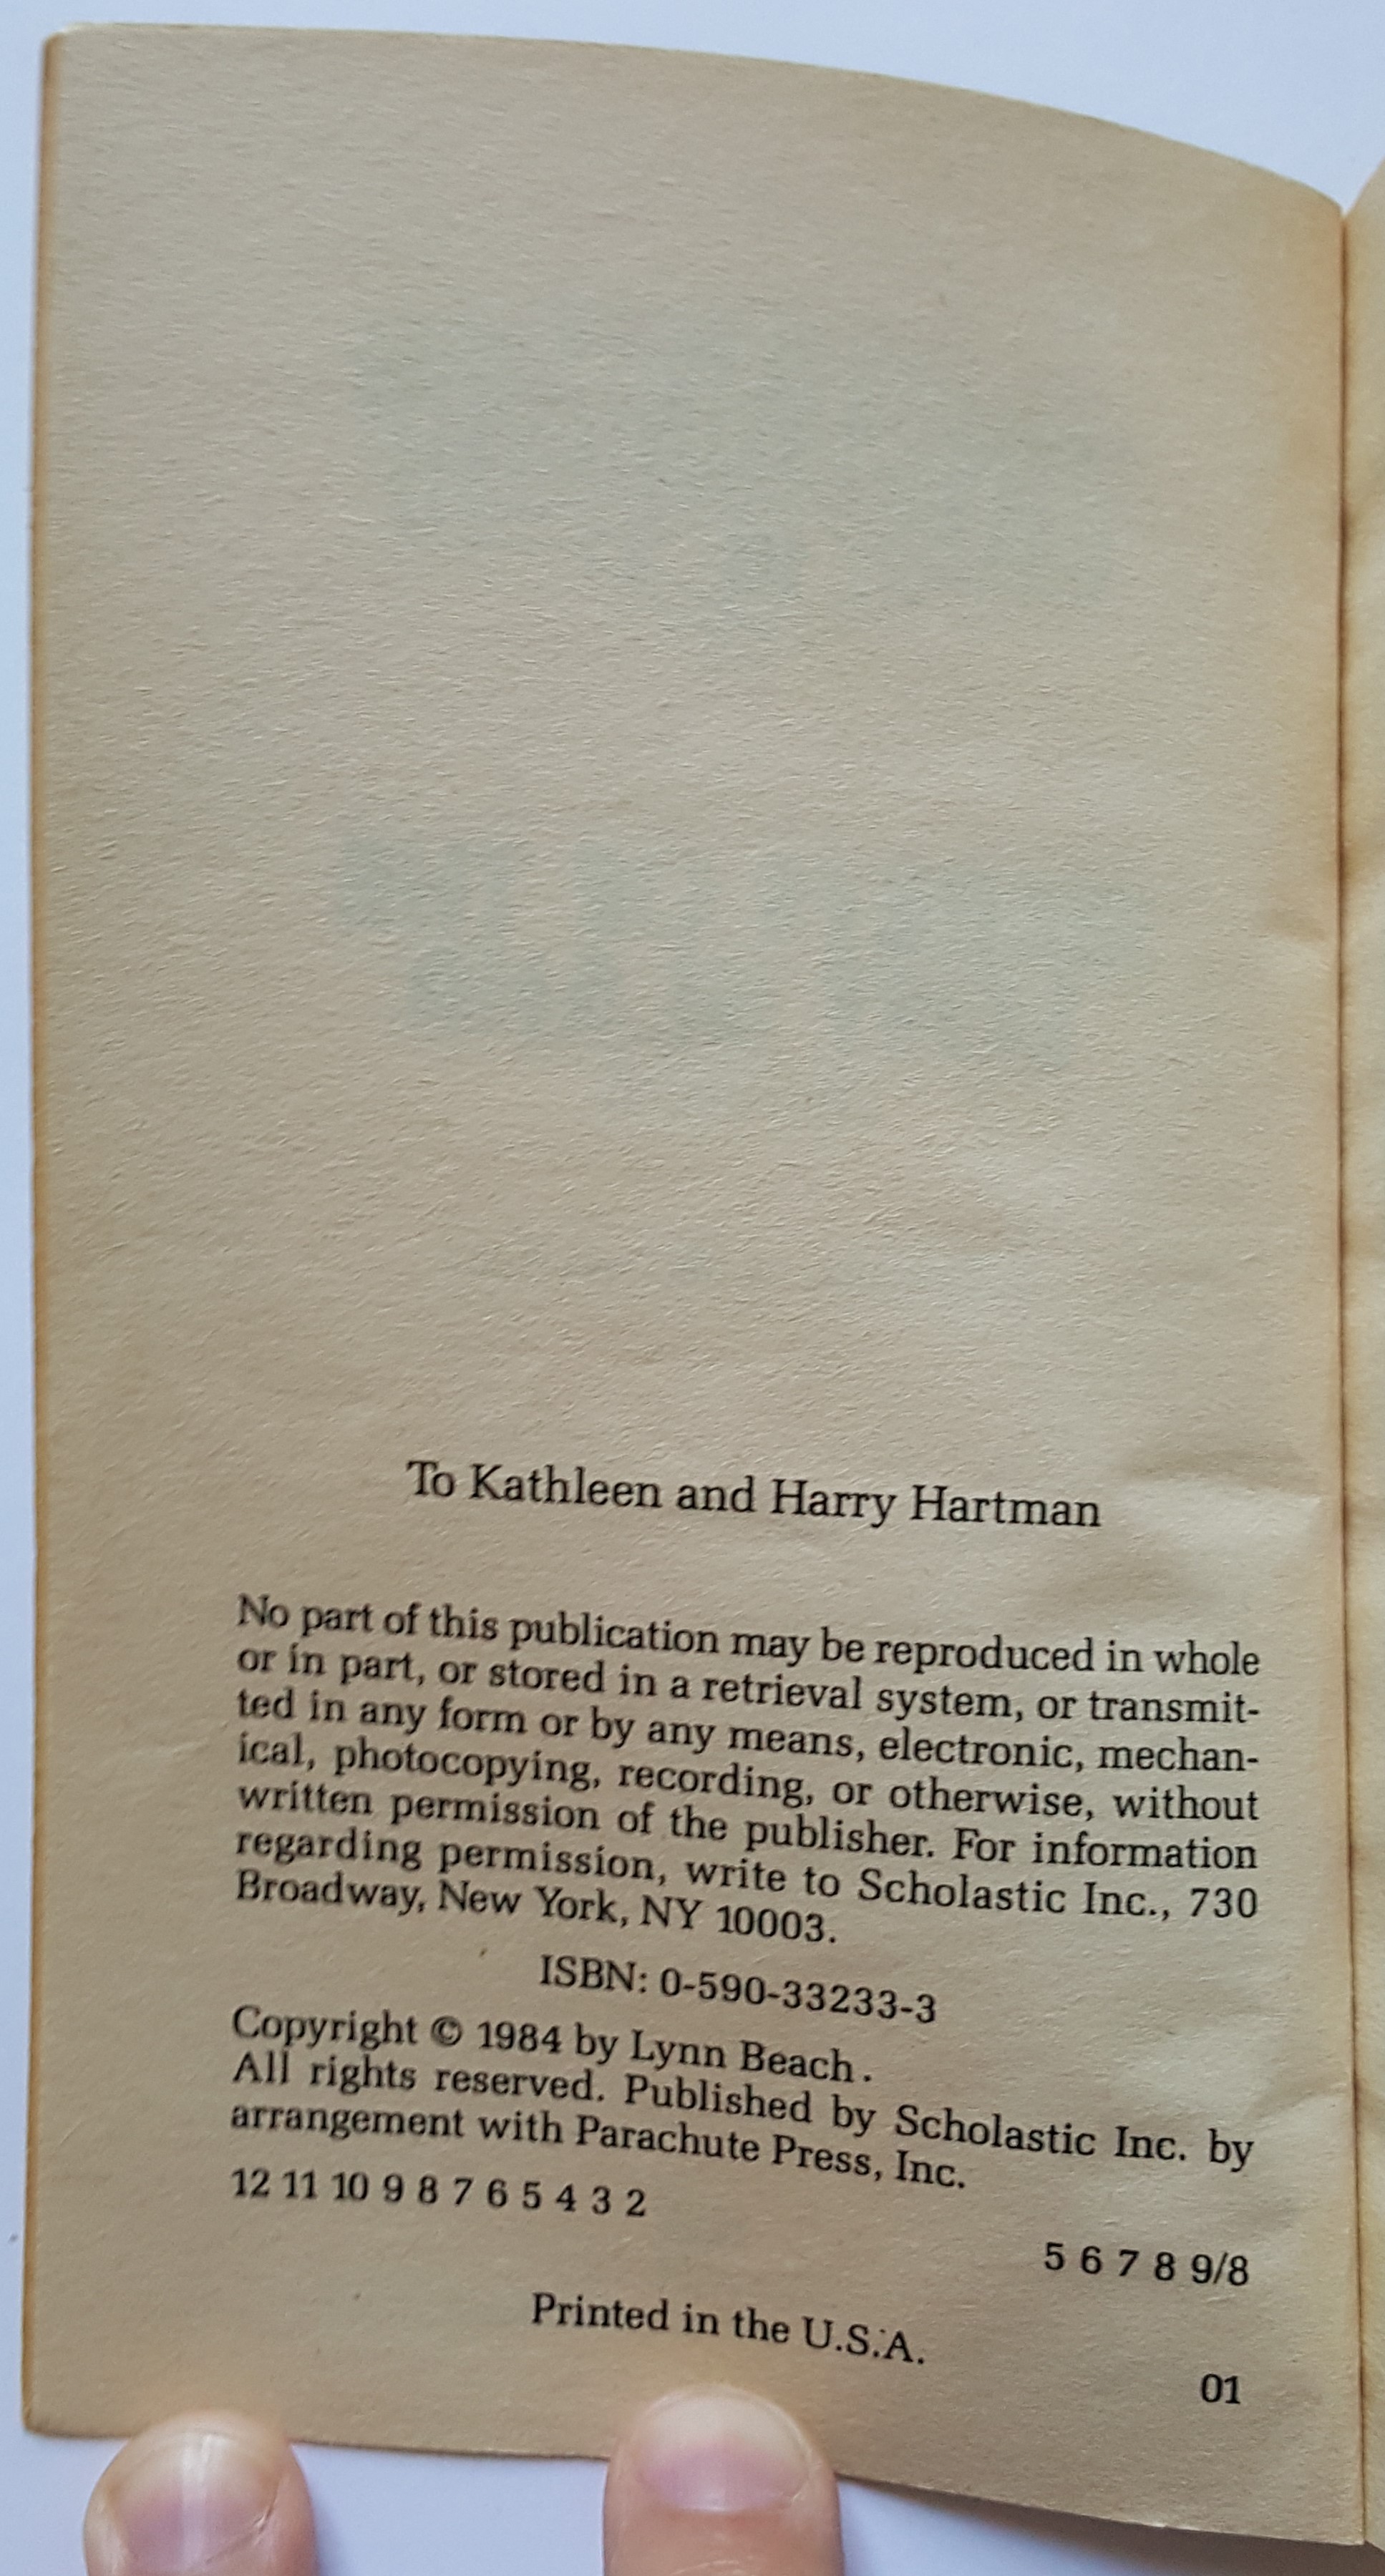 To Kathleen and Harry Hartman
No part of this publication may be reproduced in whole
or in part, or stored in a retrieval system, or transmit-
ted in any form or by any means, electronic, mechan-
ical, photocopying, recording, or otherwise, without
written permission of the publisher. For information
regarding permission, write to Scholastic Inc., 730
Broadway, New York, NY 10003.
ISBN: 0-590-33233-3
Copyright © 1984 by Lynn Beach.
All rights reserved. Published by Scholastic Inc. by
arrangement with Parachute Press, Inc.
12 11 10 9 8 7 6 5 4 3 2
5 6 7 8 9/8
Printed in the U.S.A.
01